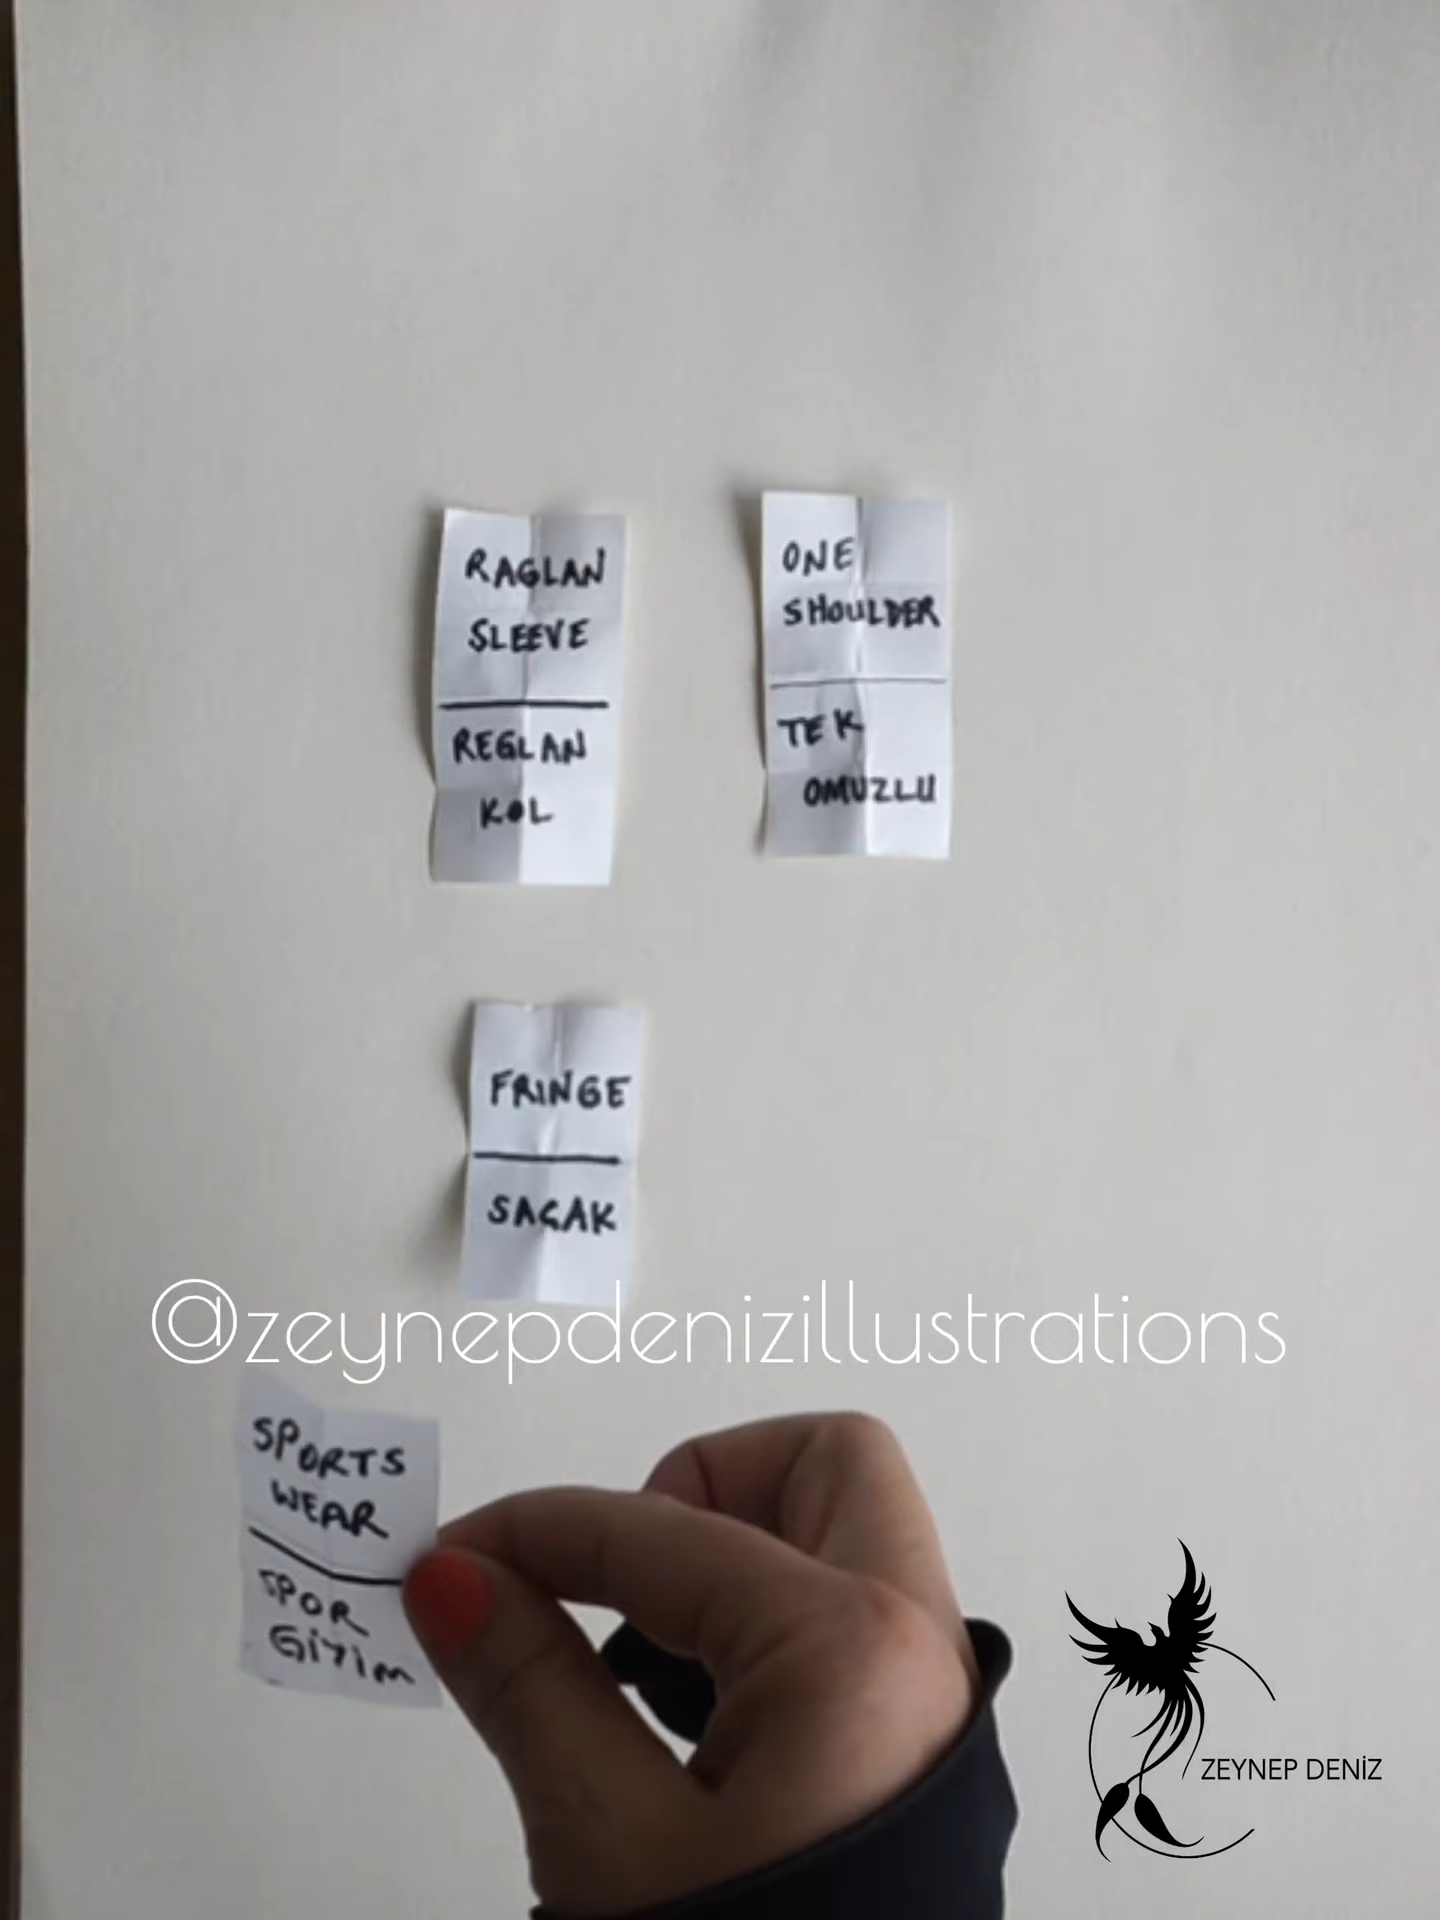 RAGLAN
SLEEVE
REGLAN
KOL
ONE
SHOULDER
TEK
OMUZLU
FRINGE
SAÇAK
@zeynepdenizillustrations
SPORTS
WEAR
SPOR
GİYİM
ZEYNEP DENİZ